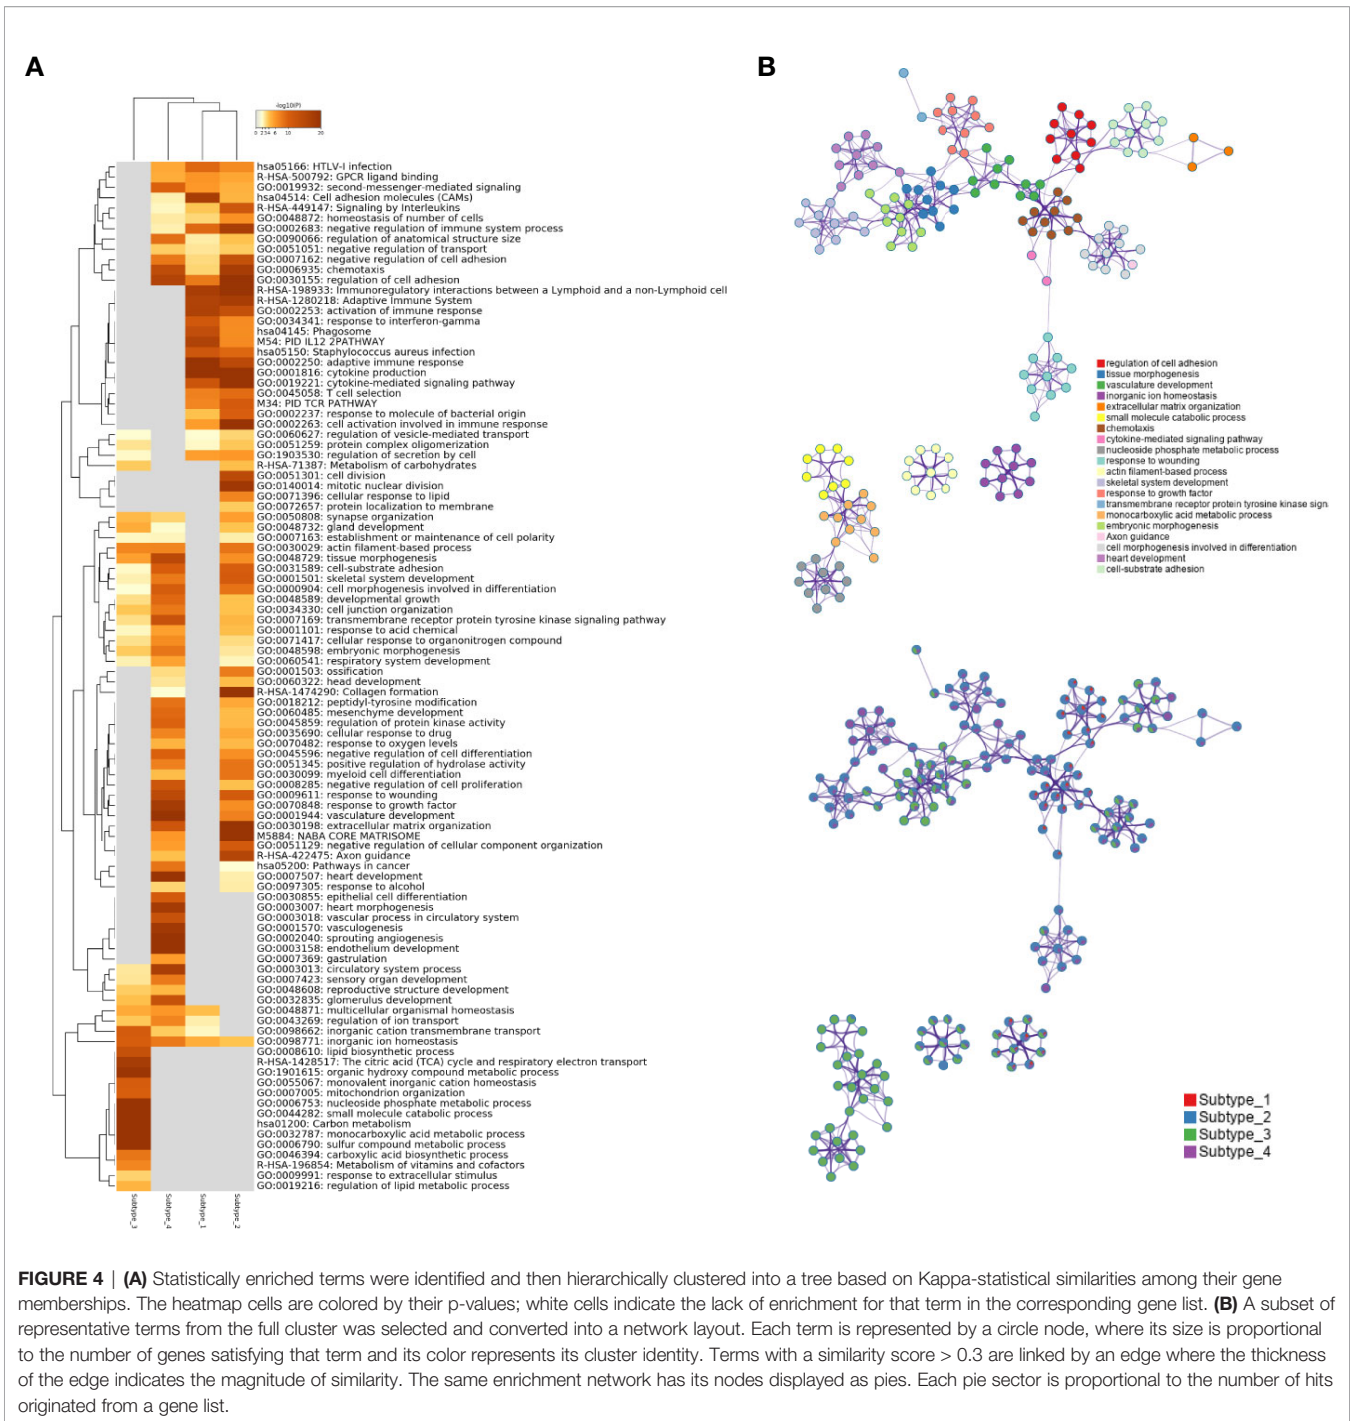 A
B
-log10(P)
0 2 3 4 6 10 20
hsa05166: HTLV-I infection
R-HSA-500792: GPCR ligand binding
GO:0019932: second-messenger-mediated signaling
hsa04514: Cell adhesion molecules (CAMs)
R-HSA-449147: Signaling by Interleukins
GO:0048872: homeostasis of number of cells
GO:0002683: negative regulation of immune system process
GO:0090066: regulation of anatomical structure size
GO:0051051: negative regulation of transport
GO:0007162: negative regulation of cell adhesion
GO:0006935: chemotaxis
GO:0030155: regulation of cell adhesion
R-HSA-198933: Immunoregulatory interactions between a Lymphoid and a non-Lymphoid cell
R-HSA-1280218: Adaptive Immune System
GO:0002253: activation of immune response
GO:0034341: response to interferon-gamma
hsa04145: Phagosome
M54: PID IL12 2PATHWAY
hsa05150: Staphylococcus aureus infection
GO:0002250: adaptive immune response
GO:0001816: cytokine production
GO:0019221: cytokine-mediated signaling pathway
GO:0045058: T cell selection
M34: PID TCR PATHWAY
GO:0002237: response to molecule of bacterial origin
GO:0002263: cell activation involved in immune response
GO:0060627: regulation of vesicle-mediated transport
GO:0051259: protein complex oligomerization
GO:1903530: regulation of secretion by cell
R-HSA-71387: Metabolism of carbohydrates
GO:0051301: cell division
GO:0140014: mitotic nuclear division
GO:0071396: cellular response to lipid
GO:0072657: protein localization to membrane
GO:0050808: synapse organization
GO:0048732: gland development
GO:0007163: establishment or maintenance of cell polarity
GO:0030029: actin filament-based process
GO:0048729: tissue morphogenesis
GO:0031589: cell-substrate adhesion
GO:0001501: skeletal system development
GO:0000904: cell morphogenesis involved in differentiation
GO:0048589: developmental growth
GO:0034330: cell junction organization
GO:0007169: transmembrane receptor protein tyrosine kinase signaling pathway
GO:0001101: response to acid chemical
GO:0071417: cellular response to organonitrogen compound
GO:0048598: embryonic morphogenesis
GO:0060541: respiratory system development
GO:0001503: ossification
GO:0060322: head development
R-HSA-1474290: Collagen formation
GO:0018212: peptidyl-tyrosine modification
GO:0060485: mesenchyme development
GO:0045859: regulation of protein kinase activity
GO:0035690: cellular response to drug
GO:0070482: response to oxygen levels
GO:0045596: negative regulation of cell differentiation
GO:0051345: positive regulation of hydrolase activity
GO:0030099: myeloid cell differentiation
GO:0008285: negative regulation of cell proliferation
GO:0009611: response to wounding
GO:0070848: response to growth factor
GO:0001944: vasculature development
GO:0030198: extracellular matrix organization
M5884: NABA CORE MATRISOME
GO:0051129: negative regulation of cellular component organization
R-HSA-422475: Axon guidance
hsa05200: Pathways in cancer
GO:0007507: heart development
GO:0097305: response to alcohol
GO:0030855: epithelial cell differentiation
GO:0003007: heart morphogenesis
GO:0003018: vascular process in circulatory system
GO:0001570: vasculogenesis
GO:0002040: sprouting angiogenesis
GO:0003158: endothelium development
GO:0007369: gastrulation
GO:0003013: circulatory system process
GO:0007423: sensory organ development
GO:0048608: reproductive structure development
GO:0032835: glomerulus development
GO:0048871: multicellular organismal homeostasis
GO:0043269: regulation of ion transport
GO:0098662: inorganic cation transmembrane transport
GO:0098771: inorganic ion homeostasis
GO:0008610: lipid biosynthetic process
R-HSA-1428517: The citric acid (TCA) cycle and respiratory electron transport
GO:1901615: organic hydroxy compound metabolic process
GO:0055067: monovalent inorganic cation homeostasis
GO:0007005: mitochondrion organization
GO:0006753: nucleoside phosphate metabolic process
GO:0044282: small molecule catabolic process
hsa01200: Carbon metabolism
GO:0032787: monocarboxylic acid metabolic process
GO:0006790: sulfur compound metabolic process
GO:0046394: carboxylic acid biosynthetic process
R-HSA-196854: Metabolism of vitamins and cofactors
GO:0009991: response to extracellular stimulus
GO:0019216: regulation of lipid metabolic process
Subtype_3
Subtype_4
Subtype_1
Subtype_2
regulation of cell adhesion
tissue morphogenesis
vasculature development
inorganic ion homeostasis
extracellular matrix organization
small molecule catabolic process
chemotaxis
cytokine-mediated signaling pathway
nucleoside phosphate metabolic process
response to wounding
actin filament-based process
skeletal system development
response to growth factor
transmembrane receptor protein tyrosine kinase sign
monocarboxylic acid metabolic process
embryonic morphogenesis
Axon guidance
cell morphogenesis involved in differentiation
heart development
cell-substrate adhesion
Subtype_1
Subtype_2
Subtype_3
Subtype_4
FIGURE 4 | (A) Statistically enriched terms were identified and then hierarchically clustered into a tree based on Kappa-statistical similarities among their gene
memberships. The heatmap cells are colored by their p-values; white cells indicate the lack of enrichment for that term in the corresponding gene list. (B) A subset of
representative terms from the full cluster was selected and converted into a network layout. Each term is represented by a circle node, where its size is proportional
to the number of genes satisfying that term and its color represents its cluster identity. Terms with a similarity score > 0.3 are linked by an edge where the thickness
of the edge indicates the magnitude of similarity. The same enrichment network has its nodes displayed as pies. Each pie sector is proportional to the number of hits
originated from a gene list.